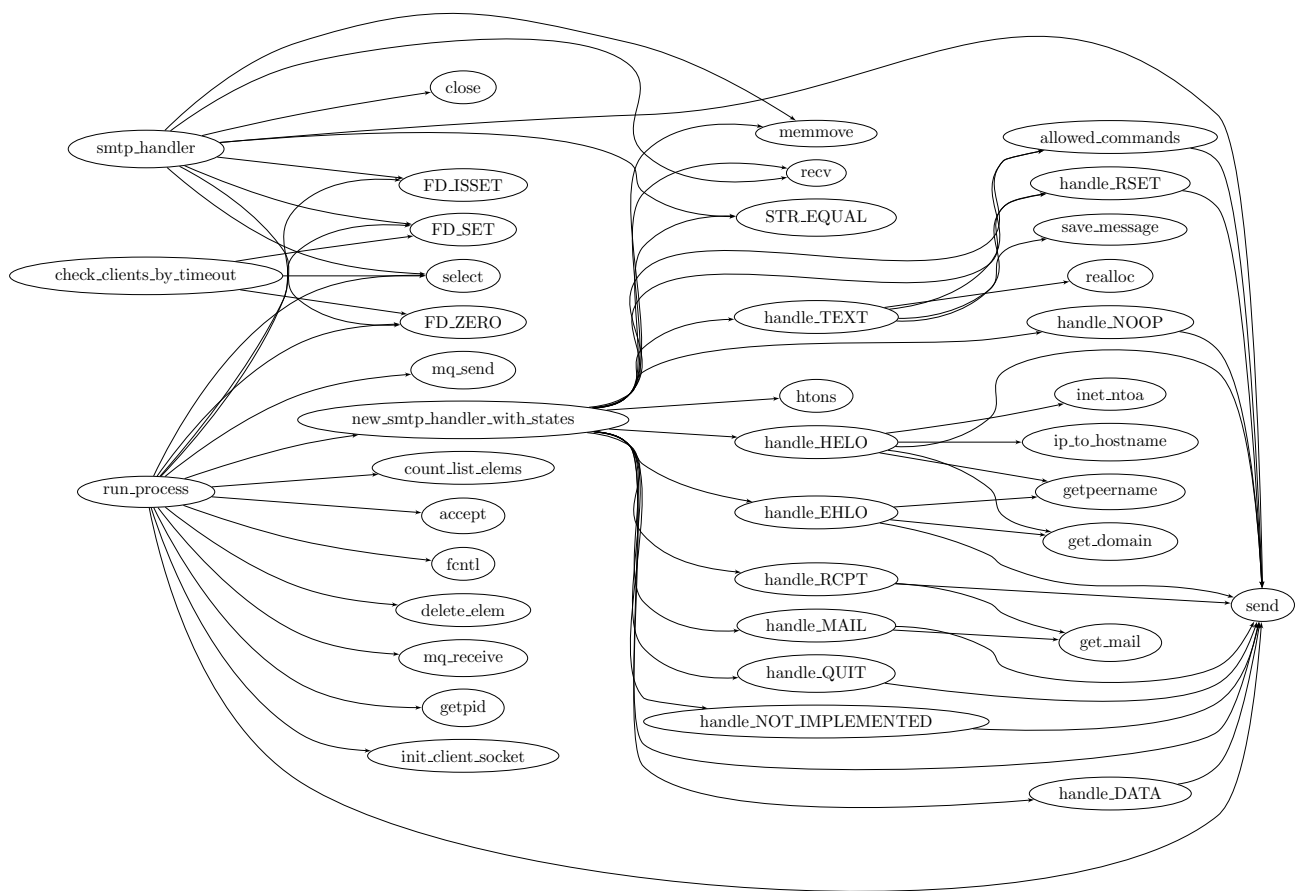 smtp_handler
check_clients_by_timeout
run_process
close
FD_ISSET
FD_SET
select
FD_ZERO
mq_send
new_smtp_handler_with_states
count_list_elems
accept
fcntl
delete_elem
mq_receive
getpid
init_client_socket
memmove
recv
STR_EQUAL
handle_TEXT
htons
handle_HELO
handle_EHLO
handle_RCPT
handle_MAIL
handle_QUIT
handle_NOT_IMPLEMENTED
allowed_commands
handle_RSET
save_message
realloc
handle_NOOP
inet_ntoa
ip_to_hostname
getpeername
get_domain
get_mail
handle_DATA
send